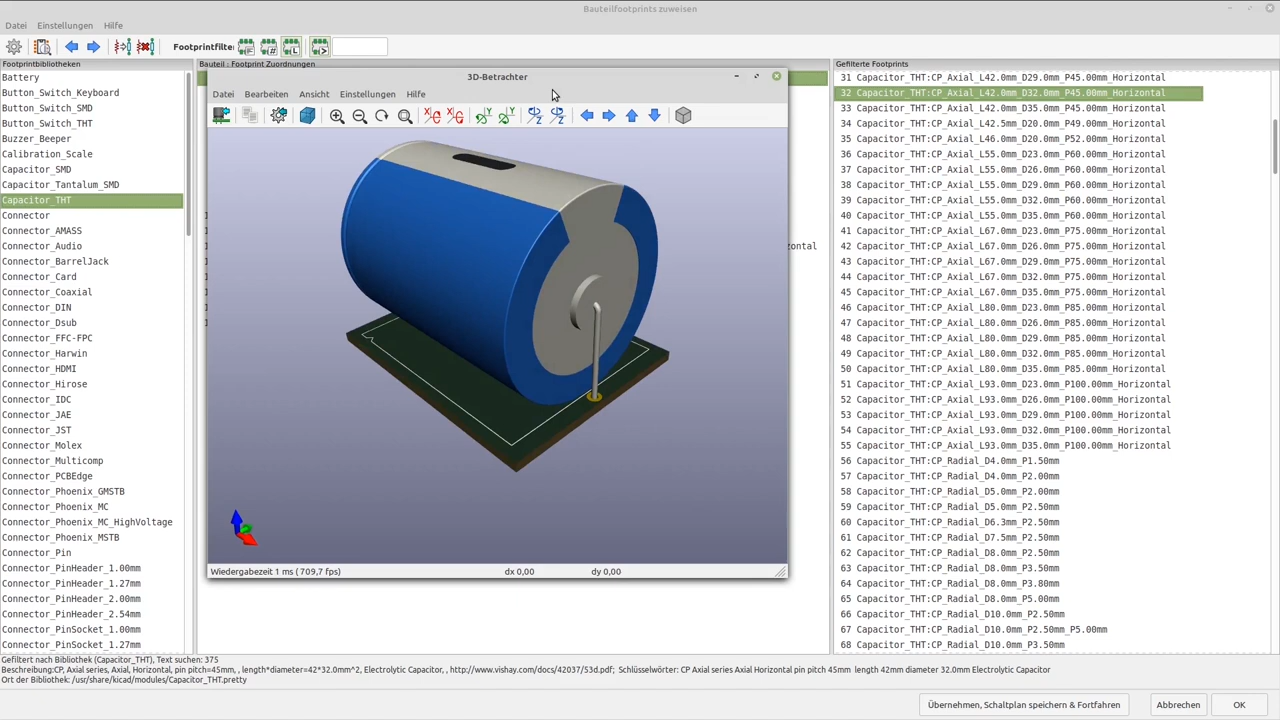 Bauteilfootprints zuweisen
Datei Einstellungen Hilfe
Footprintfilter:
Footprintbibliotheken
Battery
Button_Switch_Keyboard
Button_Switch_SMD
Button_Switch_THT
Buzzer_Beeper
Calibration_Scale
Capacitor_SMD
Capacitor_Tantalum_SMD
Capacitor_THT
Connector
Connector_AMASS
Connector_Audio
Connector_BarrelJack
Connector_Card
Connector_Coaxial
Connector_DIN
Connector_Dsub
Connector_FFC-FPC
Connector_Harwin
Connector_HDMI
Connector_Hirose
Connector_IDC
Connector_JAE
Connector_JST
Connector_Molex
Connector_Multicomp
Connector_PCBEdge
Connector_Phoenix_GMSTB
Connector_Phoenix_MC
Connector_Phoenix_MC_HighVoltage
Connector_Phoenix_MSTB
Connector_Pin
Connector_PinHeader_1.00mm
Connector_PinHeader_1.27mm
Connector_PinHeader_2.00mm
Connector_PinHeader_2.54mm
Connector_PinSocket_1.00mm
Connector_PinSocket_1.27mm
Bauteil : Footprint Zuordnungen
3D-Betrachter
Datei Bearbeiten Ansicht Einstellungen Hilfe
Wiedergabezeit 1 ms ( 709,7 fps) dx 0,00 dy 0,00
Gefilterte Footprints
31 Capacitor_THT:CP_Axial_L42.0mm_D29.0mm_P45.00mm_Horizontal
32 Capacitor_THT:CP_Axial_L42.0mm_D32.0mm_P45.00mm_Horizontal
33 Capacitor_THT:CP_Axial_L42.0mm_D35.0mm_P45.00mm_Horizontal
34 Capacitor_THT:CP_Axial_L42.5mm_D20.0mm_P49.00mm_Horizontal
35 Capacitor_THT:CP_Axial_L46.0mm_D20.0mm_P52.00mm_Horizontal
36 Capacitor_THT:CP_Axial_L55.0mm_D23.0mm_P60.00mm_Horizontal
37 Capacitor_THT:CP_Axial_L55.0mm_D26.0mm_P60.00mm_Horizontal
38 Capacitor_THT:CP_Axial_L55.0mm_D29.0mm_P60.00mm_Horizontal
39 Capacitor_THT:CP_Axial_L55.0mm_D32.0mm_P60.00mm_Horizontal
40 Capacitor_THT:CP_Axial_L55.0mm_D35.0mm_P60.00mm_Horizontal
41 Capacitor_THT:CP_Axial_L67.0mm_D23.0mm_P75.00mm_Horizontal
42 Capacitor_THT:CP_Axial_L67.0mm_D26.0mm_P75.00mm_Horizontal
43 Capacitor_THT:CP_Axial_L67.0mm_D29.0mm_P75.00mm_Horizontal
44 Capacitor_THT:CP_Axial_L67.0mm_D32.0mm_P75.00mm_Horizontal
45 Capacitor_THT:CP_Axial_L67.0mm_D35.0mm_P75.00mm_Horizontal
46 Capacitor_THT:CP_Axial_L80.0mm_D23.0mm_P85.00mm_Horizontal
47 Capacitor_THT:CP_Axial_L80.0mm_D26.0mm_P85.00mm_Horizontal
48 Capacitor_THT:CP_Axial_L80.0mm_D29.0mm_P85.00mm_Horizontal
49 Capacitor_THT:CP_Axial_L80.0mm_D32.0mm_P85.00mm_Horizontal
50 Capacitor_THT:CP_Axial_L80.0mm_D35.0mm_P85.00mm_Horizontal
51 Capacitor_THT:CP_Axial_L93.0mm_D23.0mm_P100.00mm_Horizontal
52 Capacitor_THT:CP_Axial_L93.0mm_D26.0mm_P100.00mm_Horizontal
53 Capacitor_THT:CP_Axial_L93.0mm_D29.0mm_P100.00mm_Horizontal
54 Capacitor_THT:CP_Axial_L93.0mm_D32.0mm_P100.00mm_Horizontal
55 Capacitor_THT:CP_Axial_L93.0mm_D35.0mm_P100.00mm_Horizontal
56 Capacitor_THT:CP_Radial_D4.0mm_P1.50mm
57 Capacitor_THT:CP_Radial_D4.0mm_P2.00mm
58 Capacitor_THT:CP_Radial_D5.0mm_P2.00mm
59 Capacitor_THT:CP_Radial_D5.0mm_P2.50mm
60 Capacitor_THT:CP_Radial_D6.3mm_P2.50mm
61 Capacitor_THT:CP_Radial_D7.5mm_P2.50mm
62 Capacitor_THT:CP_Radial_D8.0mm_P2.50mm
63 Capacitor_THT:CP_Radial_D8.0mm_P3.50mm
64 Capacitor_THT:CP_Radial_D8.0mm_P3.80mm
65 Capacitor_THT:CP_Radial_D8.0mm_P5.00mm
66 Capacitor_THT:CP_Radial_D10.0mm_P2.50mm
67 Capacitor_THT:CP_Radial_D10.0mm_P2.50mm_P5.00mm
68 Capacitor_THT:CP_Radial_D10.0mm_P3.50mm
Gefiltert nach Bibliothek (Capacitor_THT), Text suchen: 375
Beschreibung:CP, Axial series, Axial, Horizontal, pin pitch=45mm, , length*diameter=42*32.0mm^2, Electrolytic Capacitor, , http://www.vishay.com/docs/42037/53d.pdf; Schlüsselwörter: CP Axial series Axial Horizontal pin pitch 45mm length 42mm diameter 32.0mm Electrolytic Capacitor
Ort der Bibliothek: /usr/share/kicad/modules/Capacitor_THT.pretty
Übernehmen, Schaltplan speichern & Fortfahren Abbrechen OK